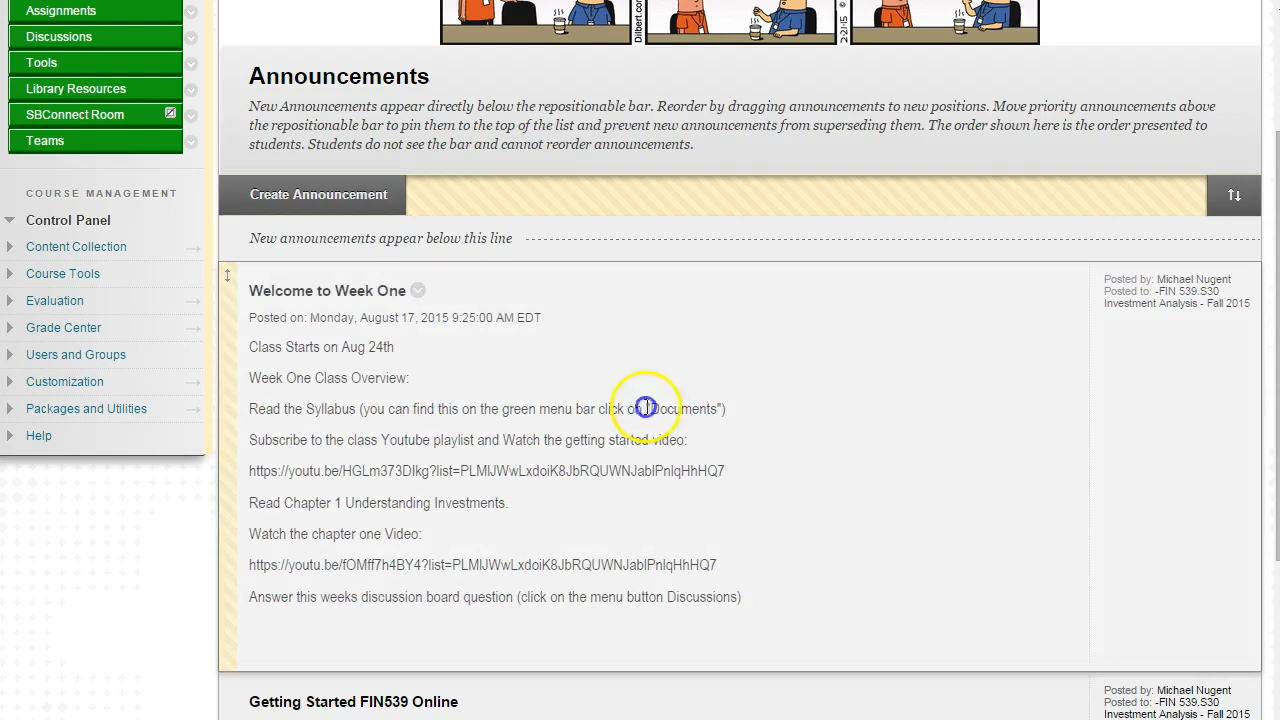 Assignments
Discussions
Tools
Library Resources
SBConnect Room
Teams
COURSE MANAGEMENT
Control Panel
Content Collection
Course Tools
Evaluation
Grade Center
Users and Groups
Customization
Packages and Utilities
Help
Dilbert.com
2-21-15 ©
Announcements
New Announcements appear directly below the repositionable bar. Reorder by dragging announcements to new positions. Move priority announcements above
the repositionable bar to pin them to the top of the list and prevent new announcements from superseding them. The order shown here is the order presented to
students. Students do not see the bar and cannot reorder announcements.
Create Announcement
New announcements appear below this line
Welcome to Week One
Posted on: Monday, August 17, 2015 9:25:00 AM EDT
Class Starts on Aug 24th
Week One Class Overview:
Read the Syllabus (you can find this on the green menu bar click on "Documents")
Subscribe to the class Youtube playlist and Watch the getting started video:
https://youtu.be/HGLm373DIkg?list=PLMIJWwLxdoiK8JbRQUWNJablPnlqHhHQ7
Read Chapter 1 Understanding Investments.
Watch the chapter one Video:
https://youtu.be/fOMff7h4BY4?list=PLMIJWwLxdoiK8JbRQUWNJablPnlqHhHQ7
Answer this weeks discussion board question (click on the menu button Discussions)
Posted by: Michael Nugent
Posted to: -FIN 539.S30
Investment Analysis - Fall 2015
Getting Started FIN539 Online
Posted by: Michael Nugent
Posted to: -FIN 539.S30
Investment Analysis - Fall 2015